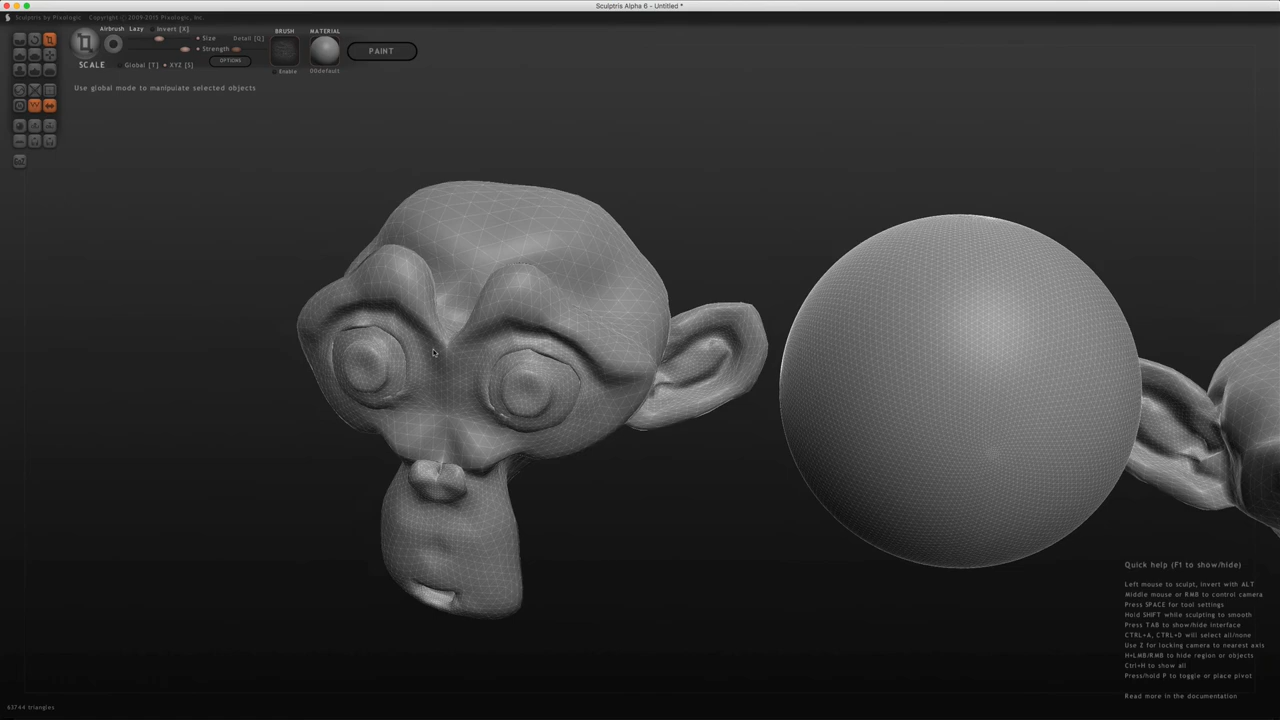 Sculptris Alpha 6 - Untitled *
Sculptris by Pixologic Copyright © 2009-2015 Pixologic, Inc.
Airbrush Lazy Invert [X]
Size Detail [Q]
Strength
SCALE Global [T] XYZ [S] OPTIONS
BRUSH
Enable
MATERIAL
00default
PAINT
Use global mode to manipulate selected objects
Quick help (F1 to show/hide)
Left mouse to sculpt, invert with ALT
Middle mouse or RMB to control camera
Press SPACE for tool settings
Hold SHIFT while sculpting to smooth
Press TAB to show/hide interface
CTRL+A, CTRL+D will select all/none
Use Z for locking camera to nearest axis
H+LMB/RMB to hide region or objects
Ctrl+H to show all
Press/hold P to toggle or place pivot
Read more in the documentation
63744 triangles